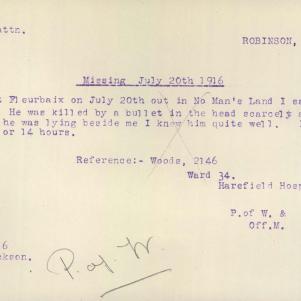 attn.
ROBINSON,
Missing July 20th 1916
Fleurbaix on July 20th out in No Man's Land I
He was killed by a bullet in the head scarcely
he was lying beside me I knew him quite well.
or 14 hours.
Reference:- Woods, 2146
Ward 34.
Harefield Hosp
P.of W. &
Off.M.
6
kson.
P. of W.